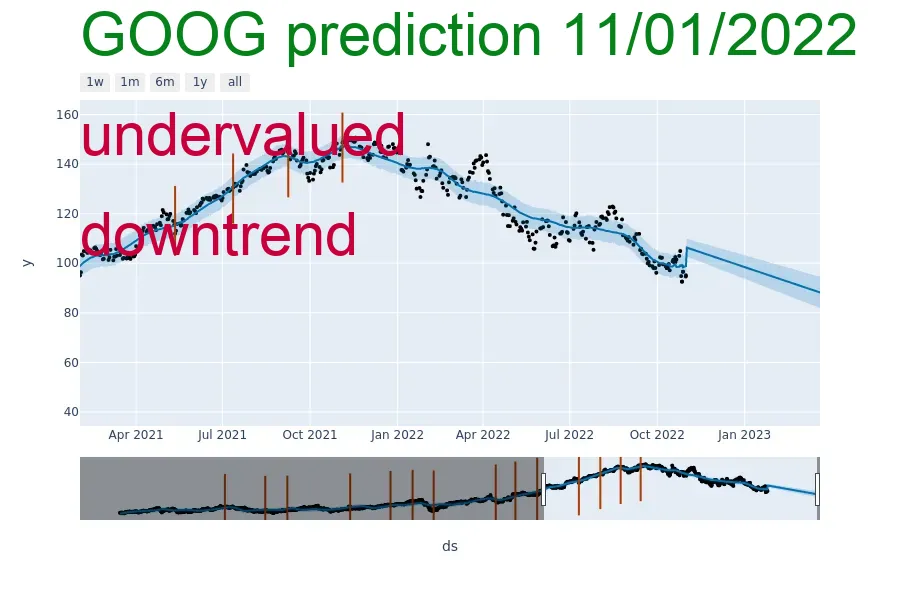 GOOG prediction 11/01/2022
1w 1m 6m 1y all
160
undervalued
140
120
downtrend
100
y
80
60
40
Apr 2021 Jul 2021 Oct 2021 Jan 2022 Apr 2022 Jul 2022 Oct 2022 Jan 2023
ds